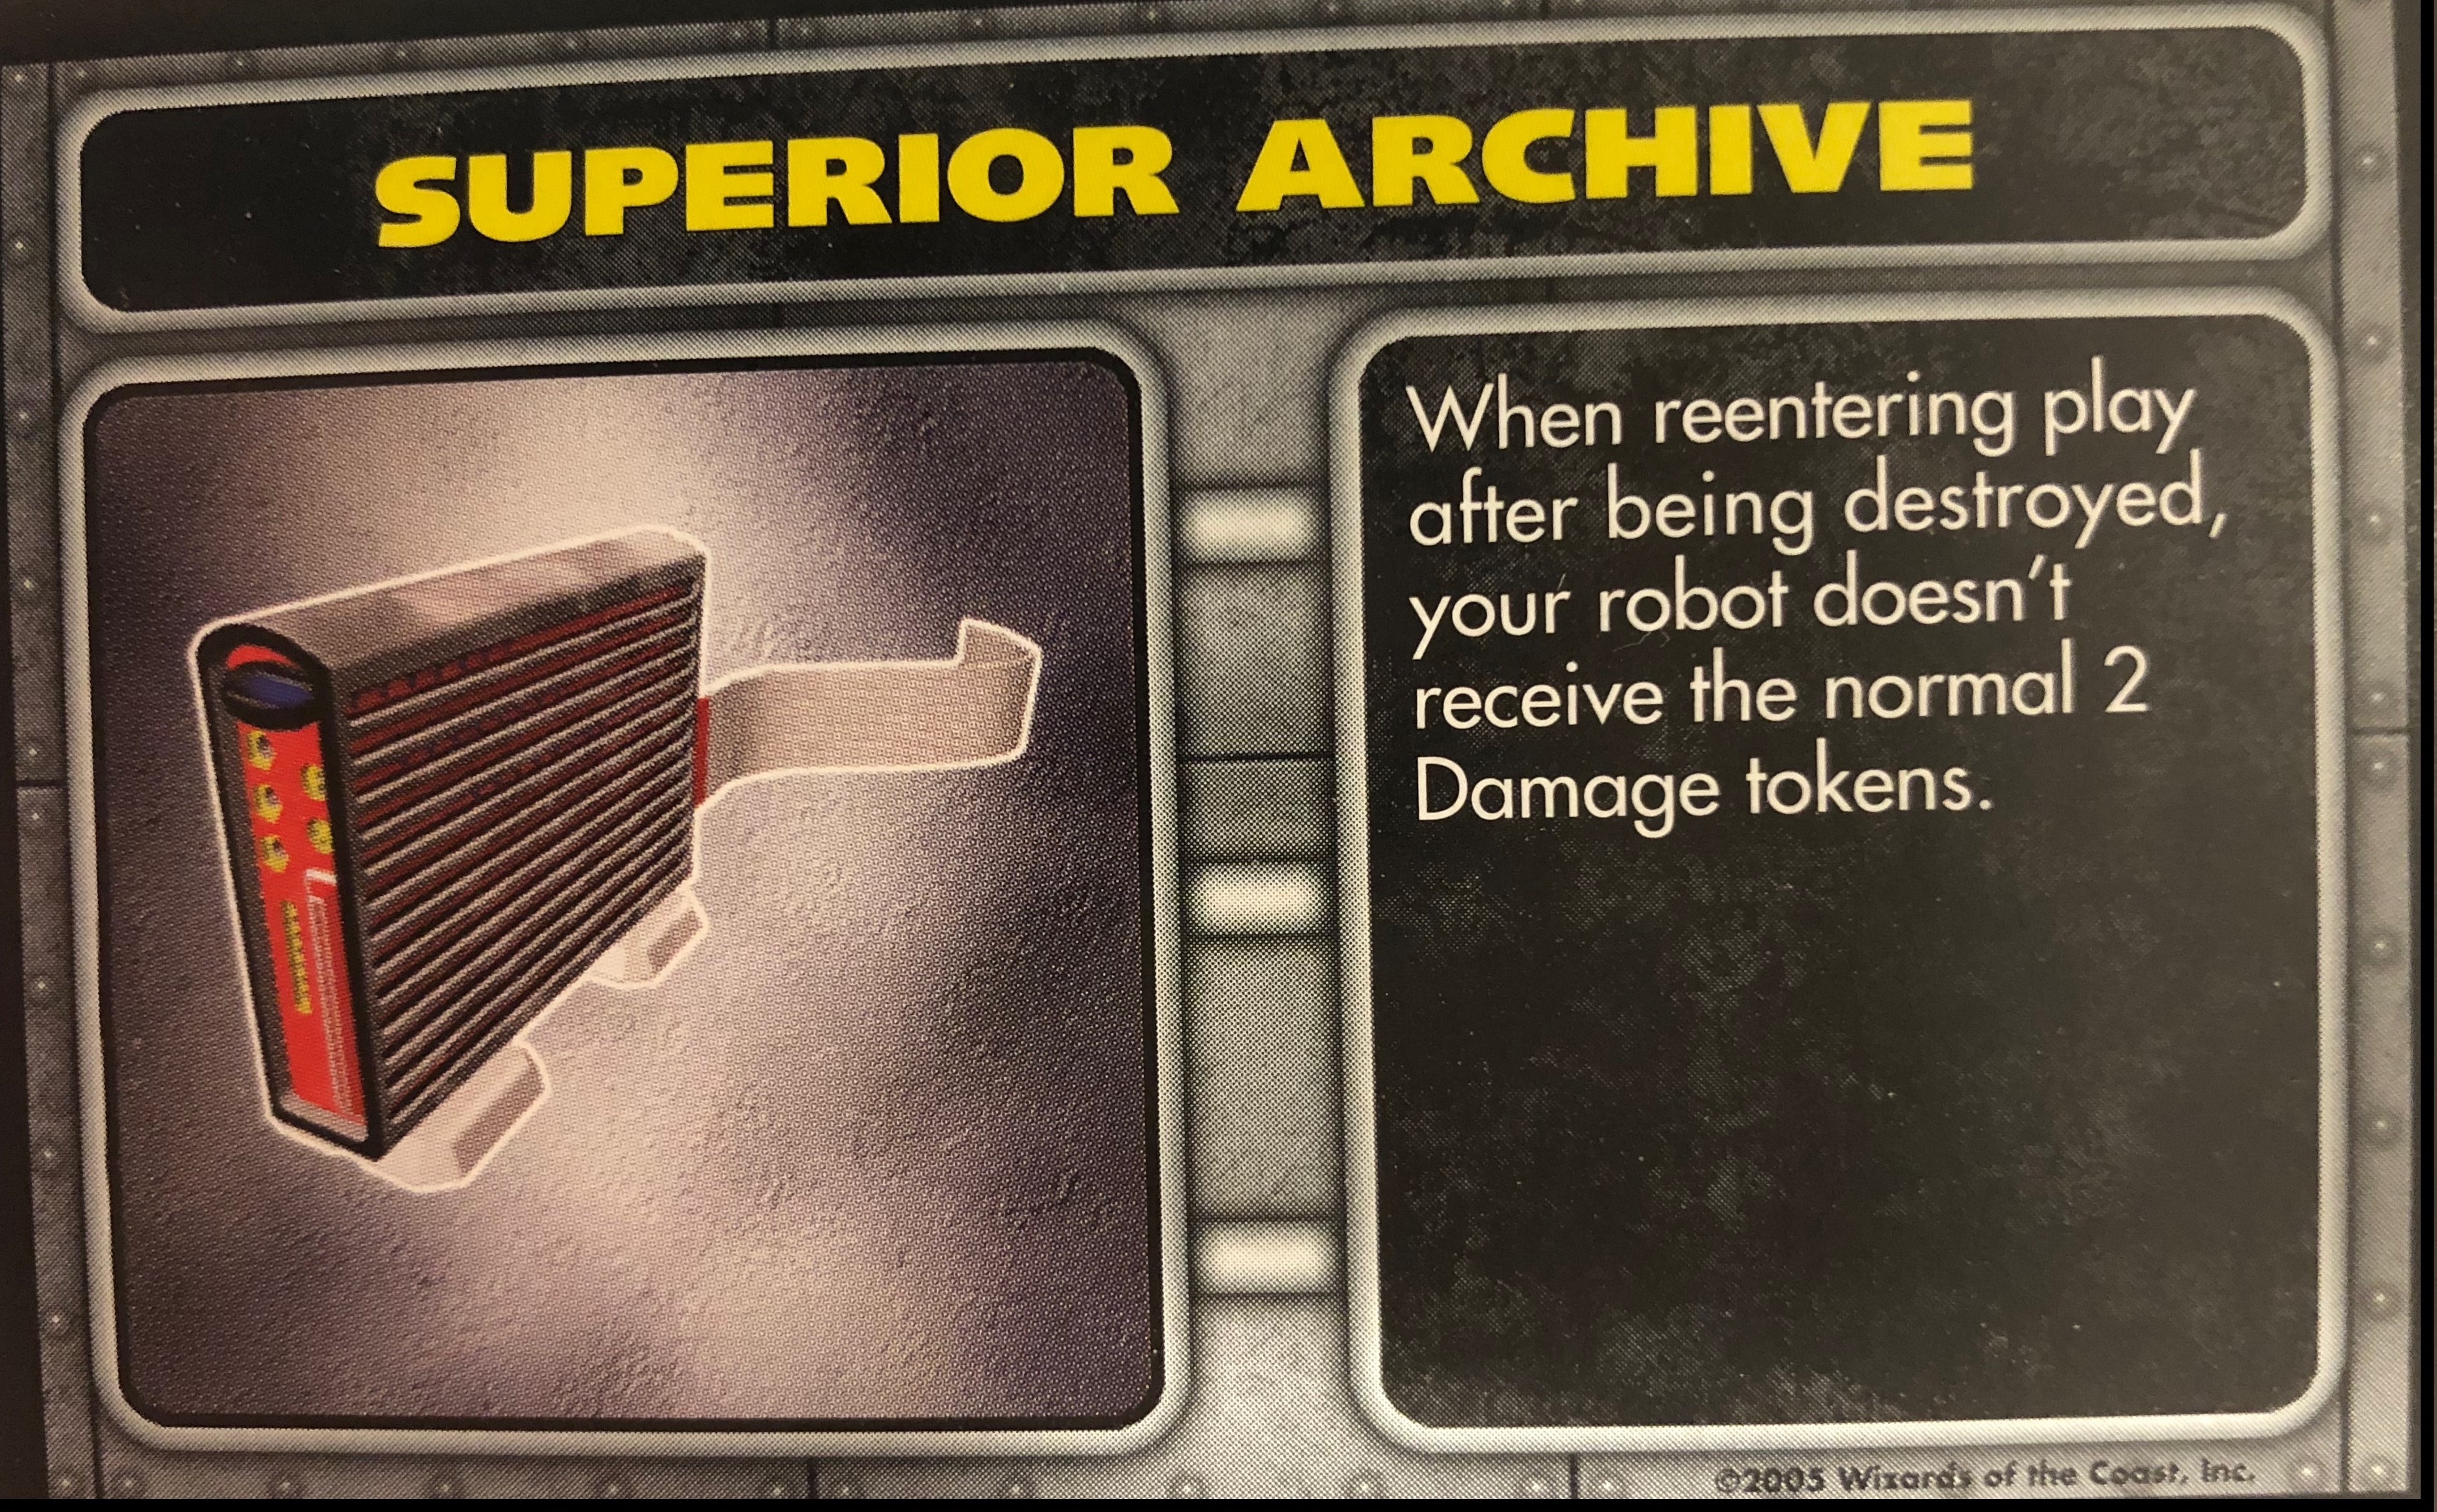 SUPERIOR ARCHIVE
When reentering play
after being destroyed,
your robot doesn't
receive the normal 2
Damage tokens.
©2005 Wizards of the Coast, Inc.